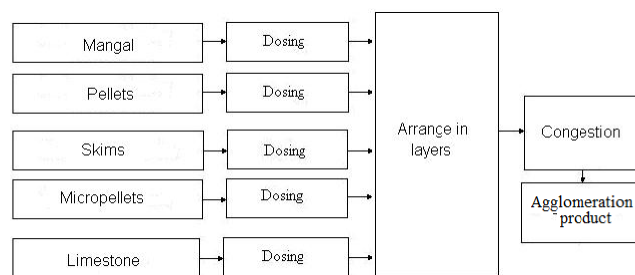 Mangal
Dosing
Pellets
Dosing
Skims
Dosing
Micropellets
Dosing
Limestone
Dosing
Arrange in
layers
Congestion
Agglomeration
product